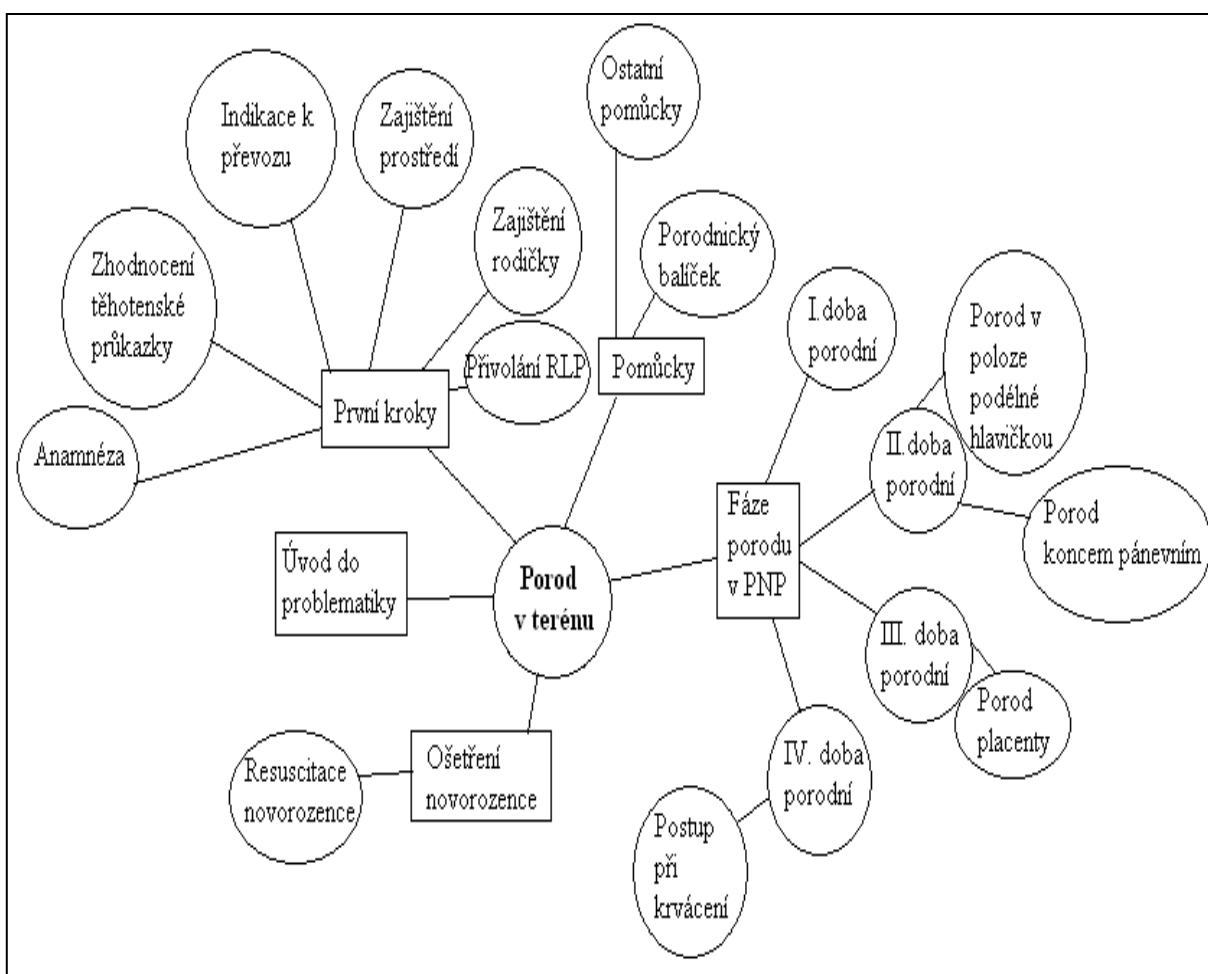 Ostatní
pomůcky
Indikace k
převozu
Zajištění
prostředí
Zajištění
rodičky
Porodnický
balíček
Zhodnocení
těhotenské
průkazky
I.doba
porodní
Porod v
poloze
podélné
hlavičkou
Přivolání RLP
Pomůcky
První kroky
Anamnéza
II.doba
porodní
Fáze
porodu
v PNP
Porod
koncem pánevním
Úvod do
problematiky
Porod
v terénu
III. doba
porodní
Porod
placenty
Ošetření
novorozence
Resuscitace
novorozence
IV. doba
porodní
Postup
při
krvácení